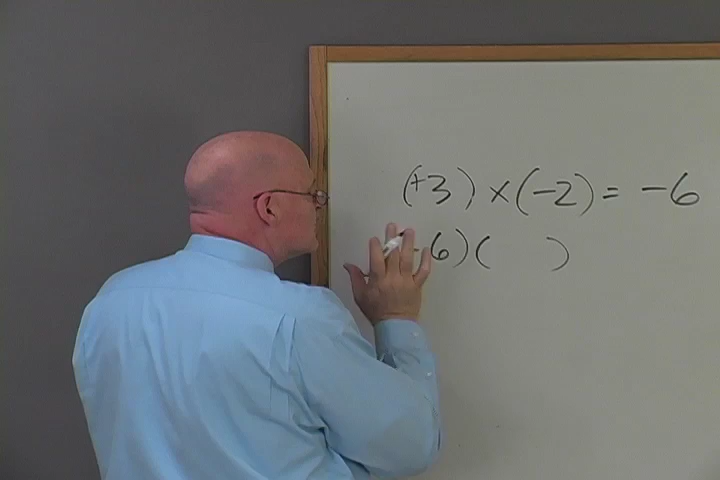 (+3) × (-2) = -6
-6) ( )